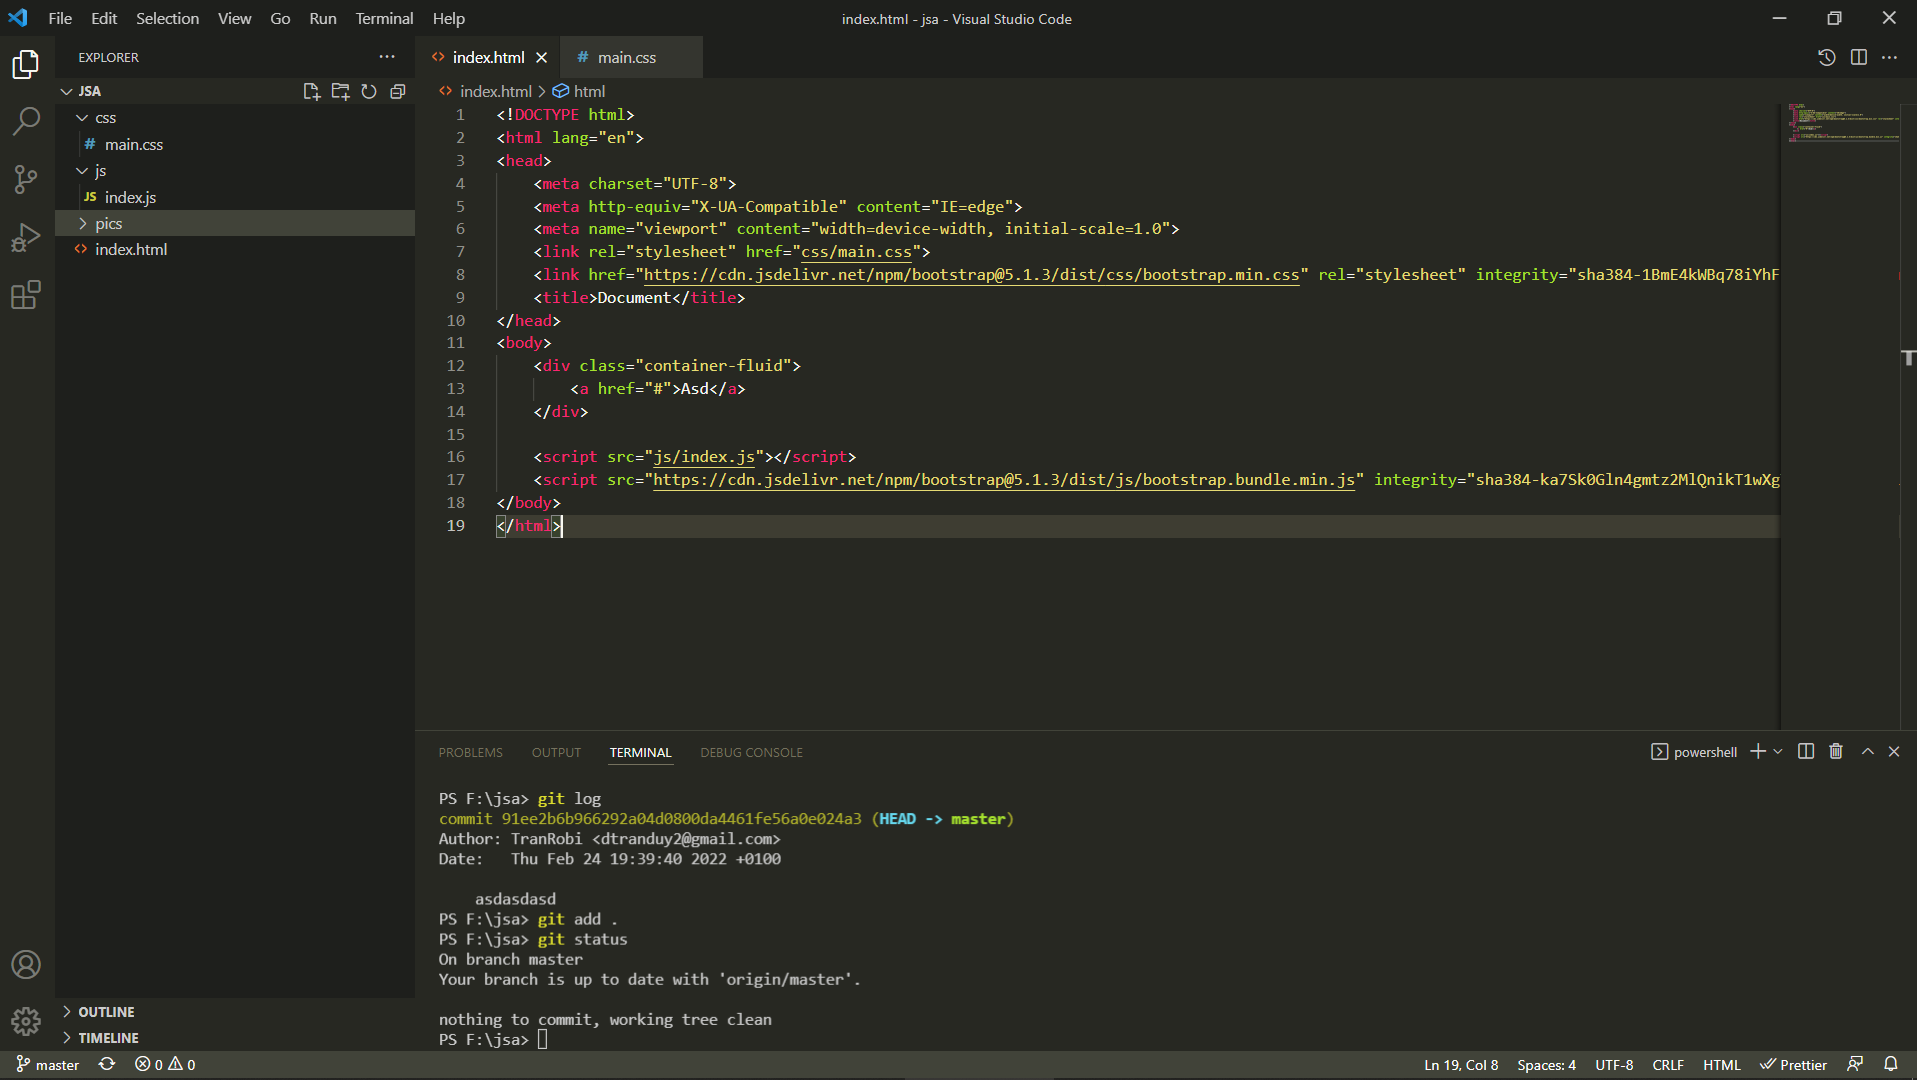 File Edit Selection View Go Run Terminal Help
index.html - jsa - Visual Studio Code
EXPLORER
JSA
css
# main.css
js
JS index.js
pics
<> index.html
OUTLINE
TIMELINE
<> index.html
# main.css
<> index.html > html
1 <!DOCTYPE html>
2 <html lang="en">
3 <head>
4 <meta charset="UTF-8">
5 <meta http-equiv="X-UA-Compatible" content="IE=edge">
6 <meta name="viewport" content="width=device-width, initial-scale=1.0">
7 <link rel="stylesheet" href="css/main.css">
8 <link href="https://cdn.jsdelivr.net/npm/bootstrap@5.1.3/dist/css/bootstrap.min.css" rel="stylesheet" integrity="sha384-1BmE4kWBq78iYhF
9 <title>Document</title>
10 </head>
11 <body>
12 <div class="container-fluid">
13 <a href="#">Asd</a>
14 </div>
15
16 <script src="js/index.js"></script>
17 <script src="https://cdn.jsdelivr.net/npm/bootstrap@5.1.3/dist/js/bootstrap.bundle.min.js" integrity="sha384-ka7Sk0Gln4gmtz2MlQnikT1wXg
18 </body>
19 </html>
PROBLEMS OUTPUT TERMINAL DEBUG CONSOLE
powershell
PS F:\jsa> git log
commit 91ee2b6b966292a04d0800da4461fe56a0e024a3 (HEAD -> master)
Author: TranRobi <dtranduy2@gmail.com>
Date: Thu Feb 24 19:39:40 2022 +0100
asdasdasd
PS F:\jsa> git add .
PS F:\jsa> git status
On branch master
Your branch is up to date with 'origin/master'.
nothing to commit, working tree clean
PS F:\jsa>
master 0 0
Ln 19, Col 8 Spaces: 4 UTF-8 CRLF HTML Prettier